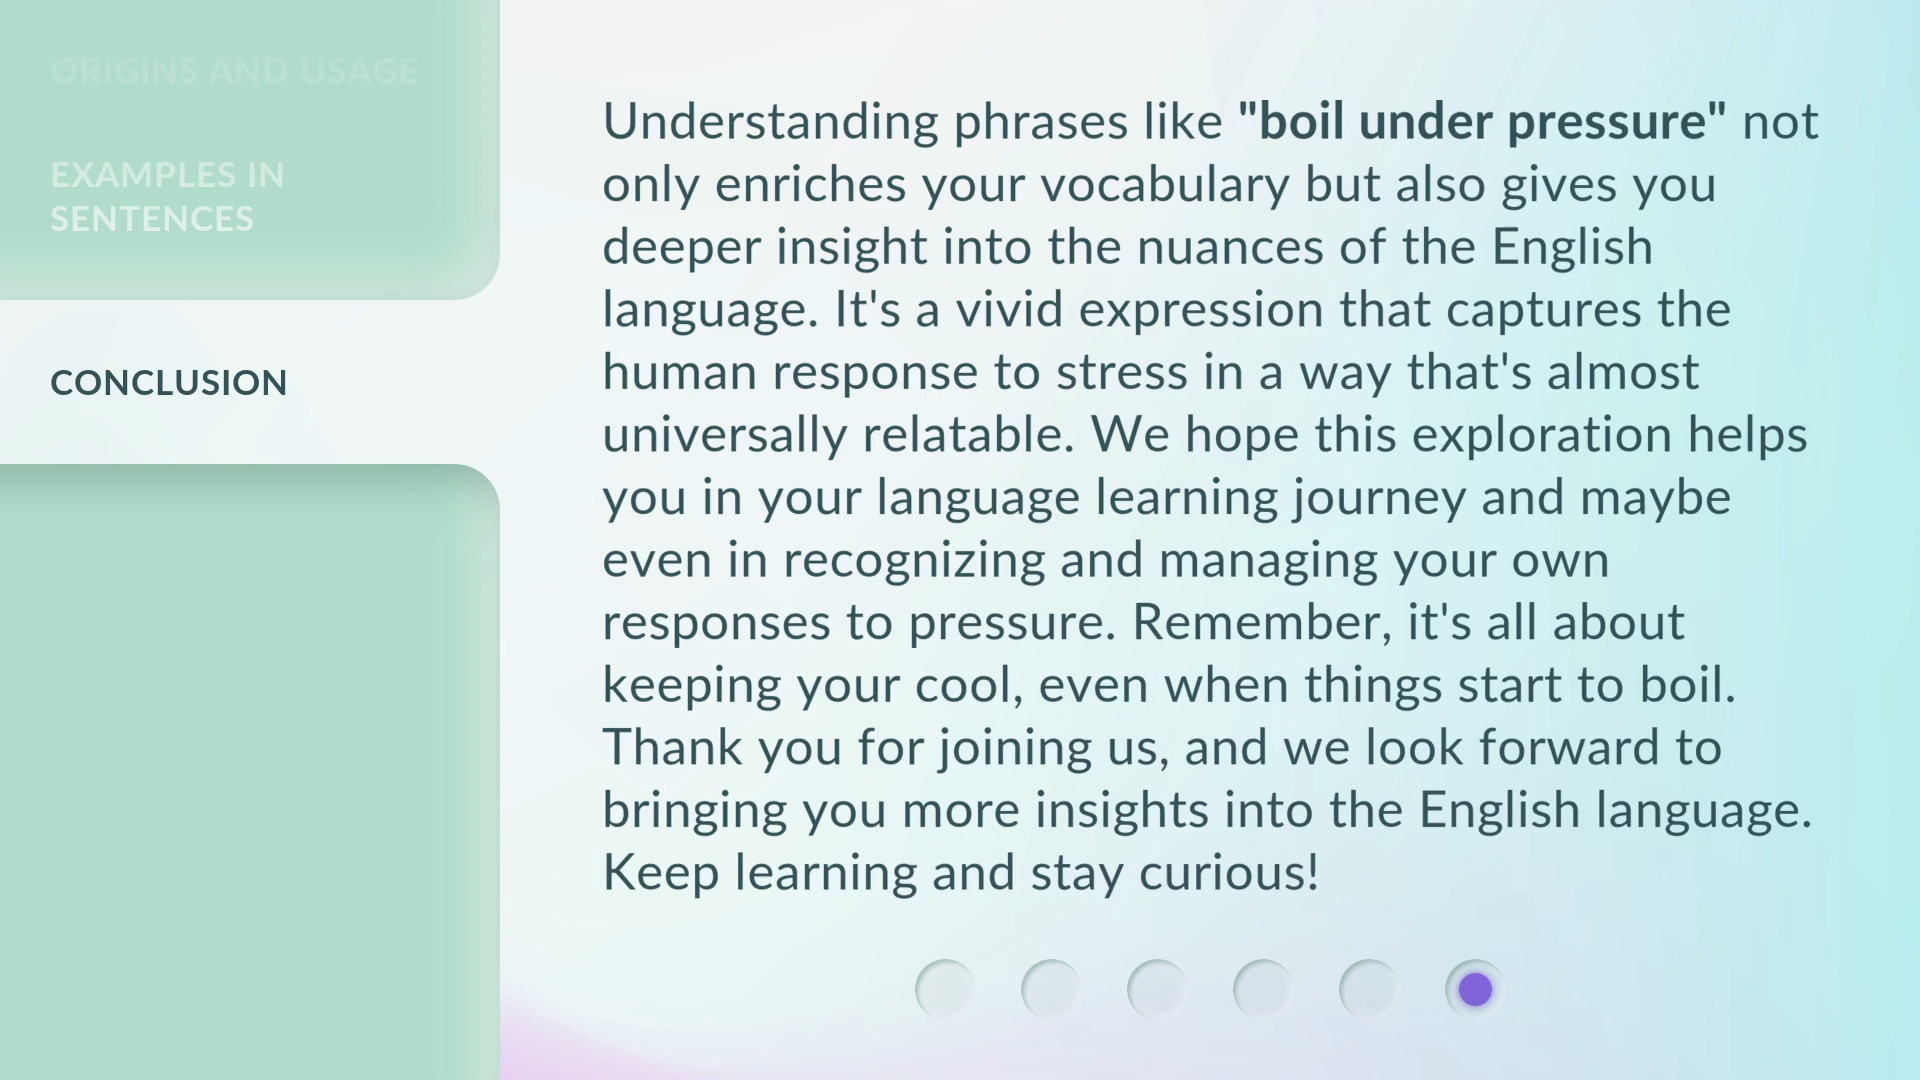 ORIGINS AND USAGE
EXAMPLES IN
SENTENCES
CONCLUSION
Understanding phrases like "boil under pressure" not
only enriches your vocabulary but also gives you
deeper insight into the nuances of the English
language. It's a vivid expression that captures the
human response to stress in a way that's almost
universally relatable. We hope this exploration helps
you in your language learning journey and maybe
even in recognizing and managing your own
responses to pressure. Remember, it's all about
keeping your cool, even when things start to boil.
Thank you for joining us, and we look forward to
bringing you more insights into the English language.
Keep learning and stay curious!